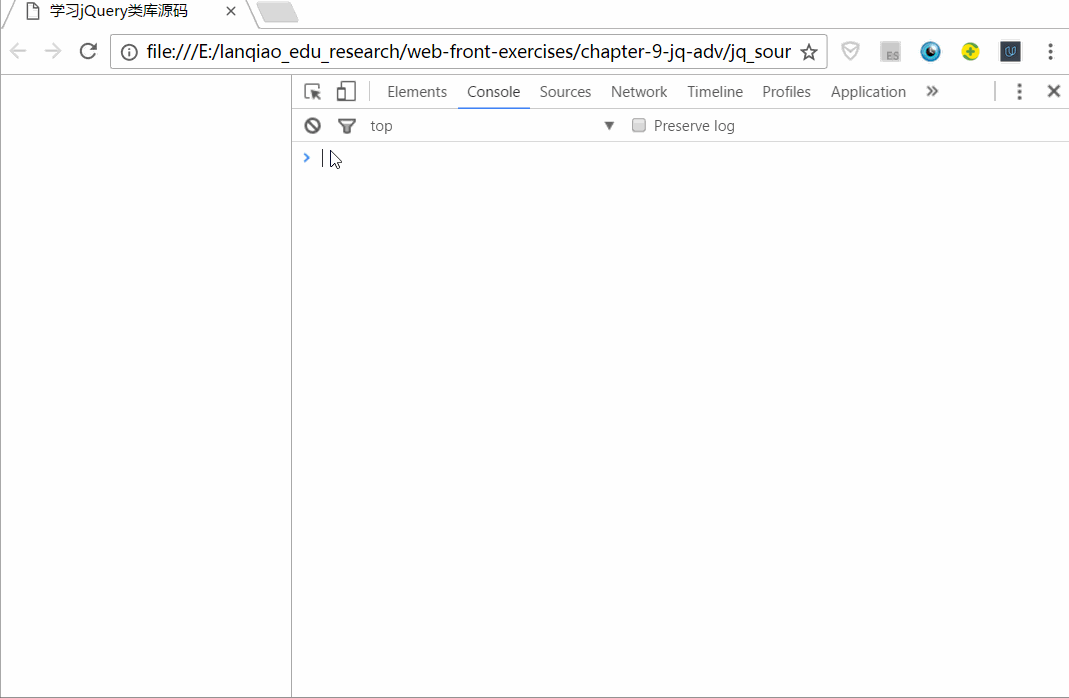 学习jQuery类库源码
file:///E:/lanqiao_edu_research/web-front-exercises/chapter-9-jq-adv/jq_sour
ES
Elements Console Sources Network Timeline Profiles Application
top Preserve log